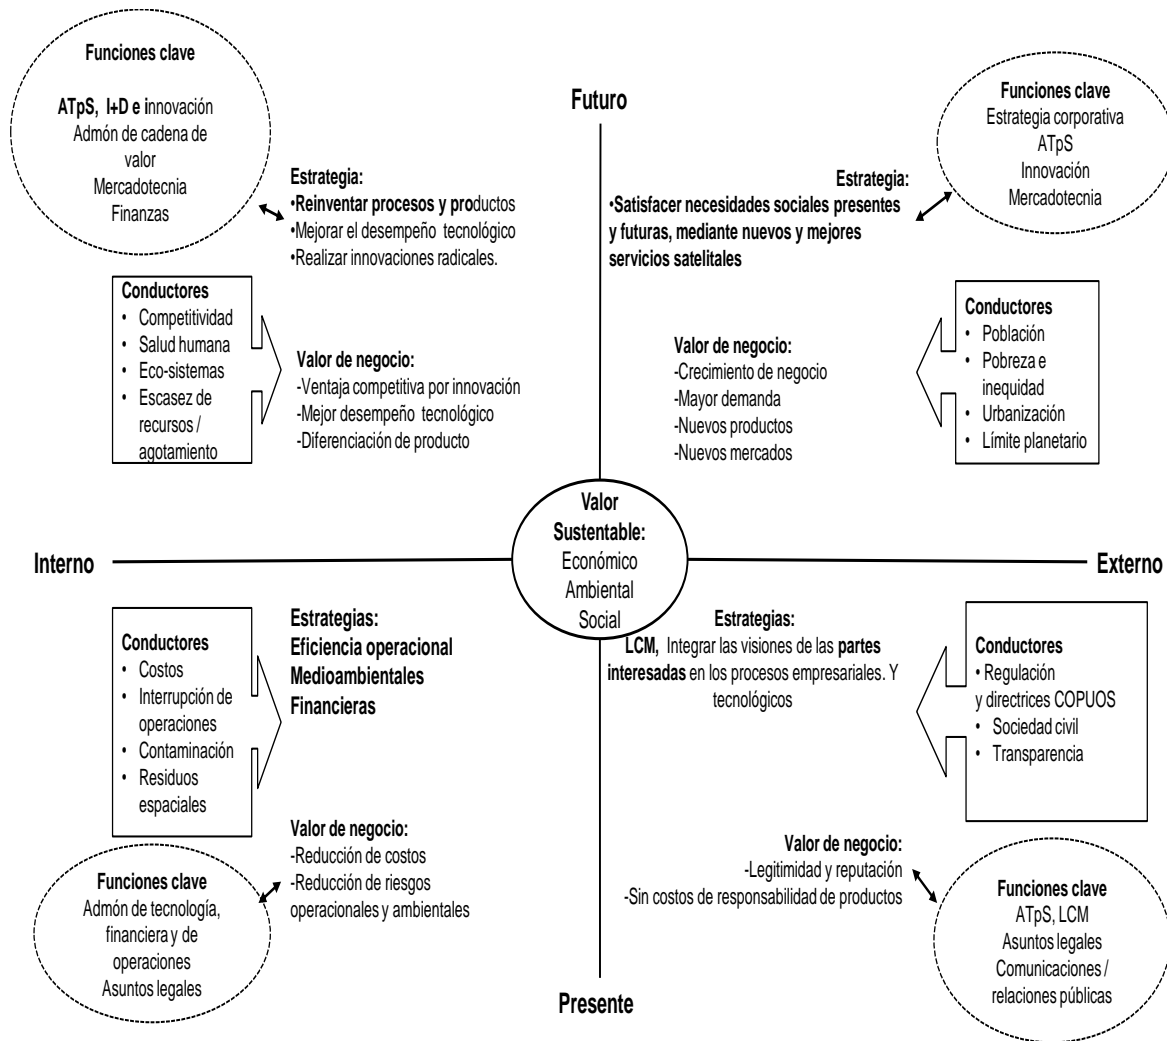 Funciones clave
ATpS, I+D e innovación
Admón de cadena de
valor
Mercadotecnia
Finanzas
Estrategia:
•Reinventar procesos y productos
•Mejorar el desempeño tecnológico
•Realizar innovaciones radicales.
Conductores
• Competitividad
• Salud humana
• Eco-sistemas
• Escasez de
recursos /
agotamiento
Valor de negocio:
-Ventaja competitiva por innovación
-Mejor desempeño tecnológico
-Diferenciación de producto
Futuro
Funciones clave
Estrategia corporativa
ATpS
Innovación
Mercadotecnia
Estrategia:
•Satisfacer necesidades sociales presentes
y futuras, mediante nuevos y mejores
servicios satelitales
Valor de negocio:
-Crecimiento de negocio
-Mayor demanda
-Nuevos productos
-Nuevos mercados
Conductores
• Población
• Pobreza e
inequidad
• Urbanización
• Límite planetario
Interno
Valor
Sustentable:
Económico
Ambiental
Social
Externo
Conductores
• Costos
• Interrupción de
operaciones
• Contaminación
• Residuos
espaciales
Estrategias:
Eficiencia operacional
Medioambientales
Financieras
Valor de negocio:
-Reducción de costos
-Reducción de riesgos
operacionales y ambientales
Funciones clave
Admón de tecnología,
financiera y de
operaciones
Asuntos legales
Estrategias:
LCM, Integrar las visiones de las partes
interesadas en los procesos empresariales. Y
tecnológicos
Conductores
• Regulación
y directrices COPUOS
• Sociedad civil
• Transparencia
Valor de negocio:
-Legitimidad y reputación
-Sin costos de responsabilidad de productos
Funciones clave
ATpS, LCM
Asuntos legales
Comunicaciones /
relaciones públicas
Presente